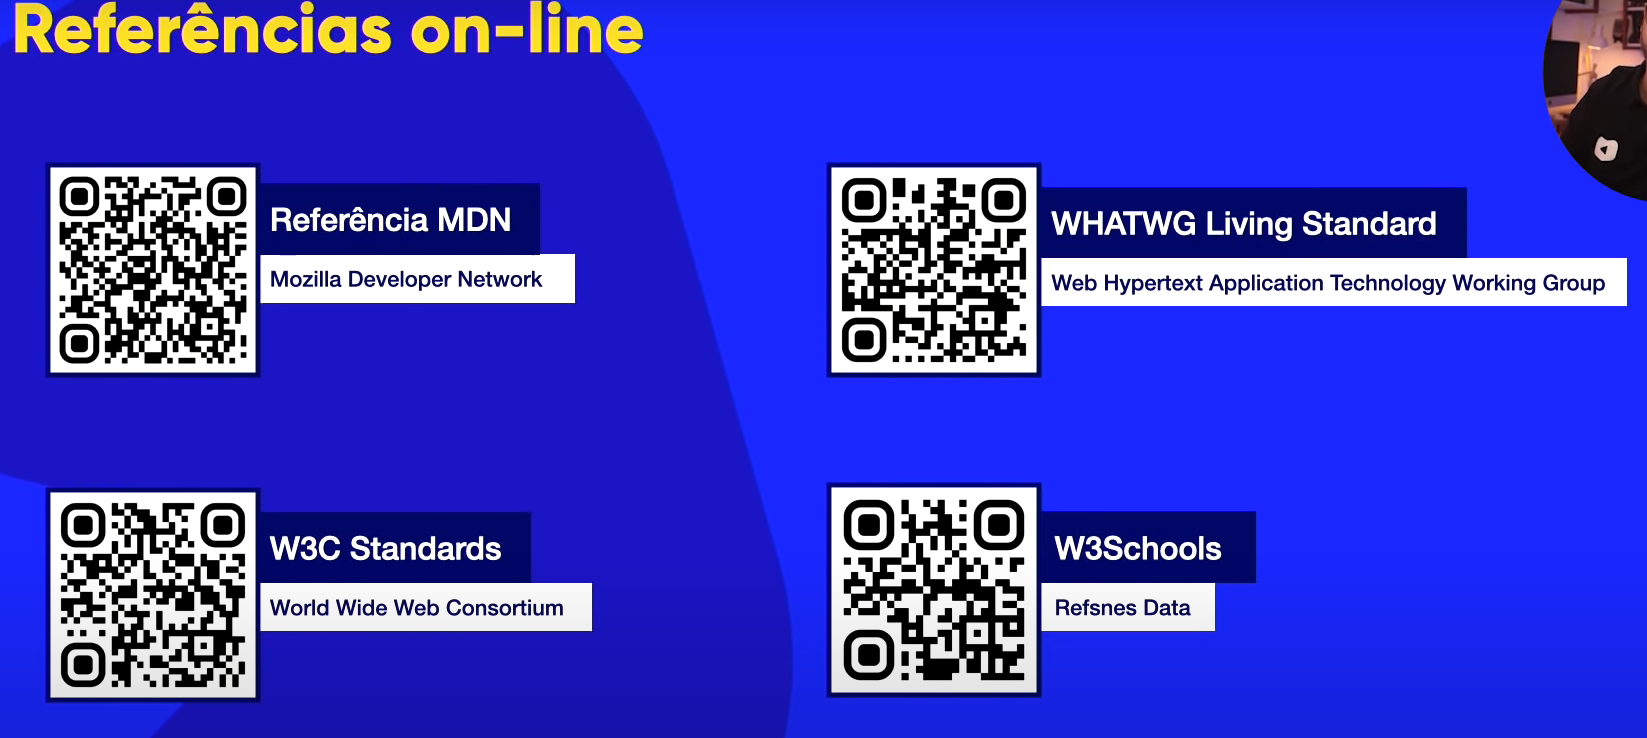 Referências on-line
Referência MDN
Mozilla Developer Network
WHATWG Living Standard
Web Hypertext Application Technology Working Group
W3C Standards
World Wide Web Consortium
W3Schools
Refsnes Data